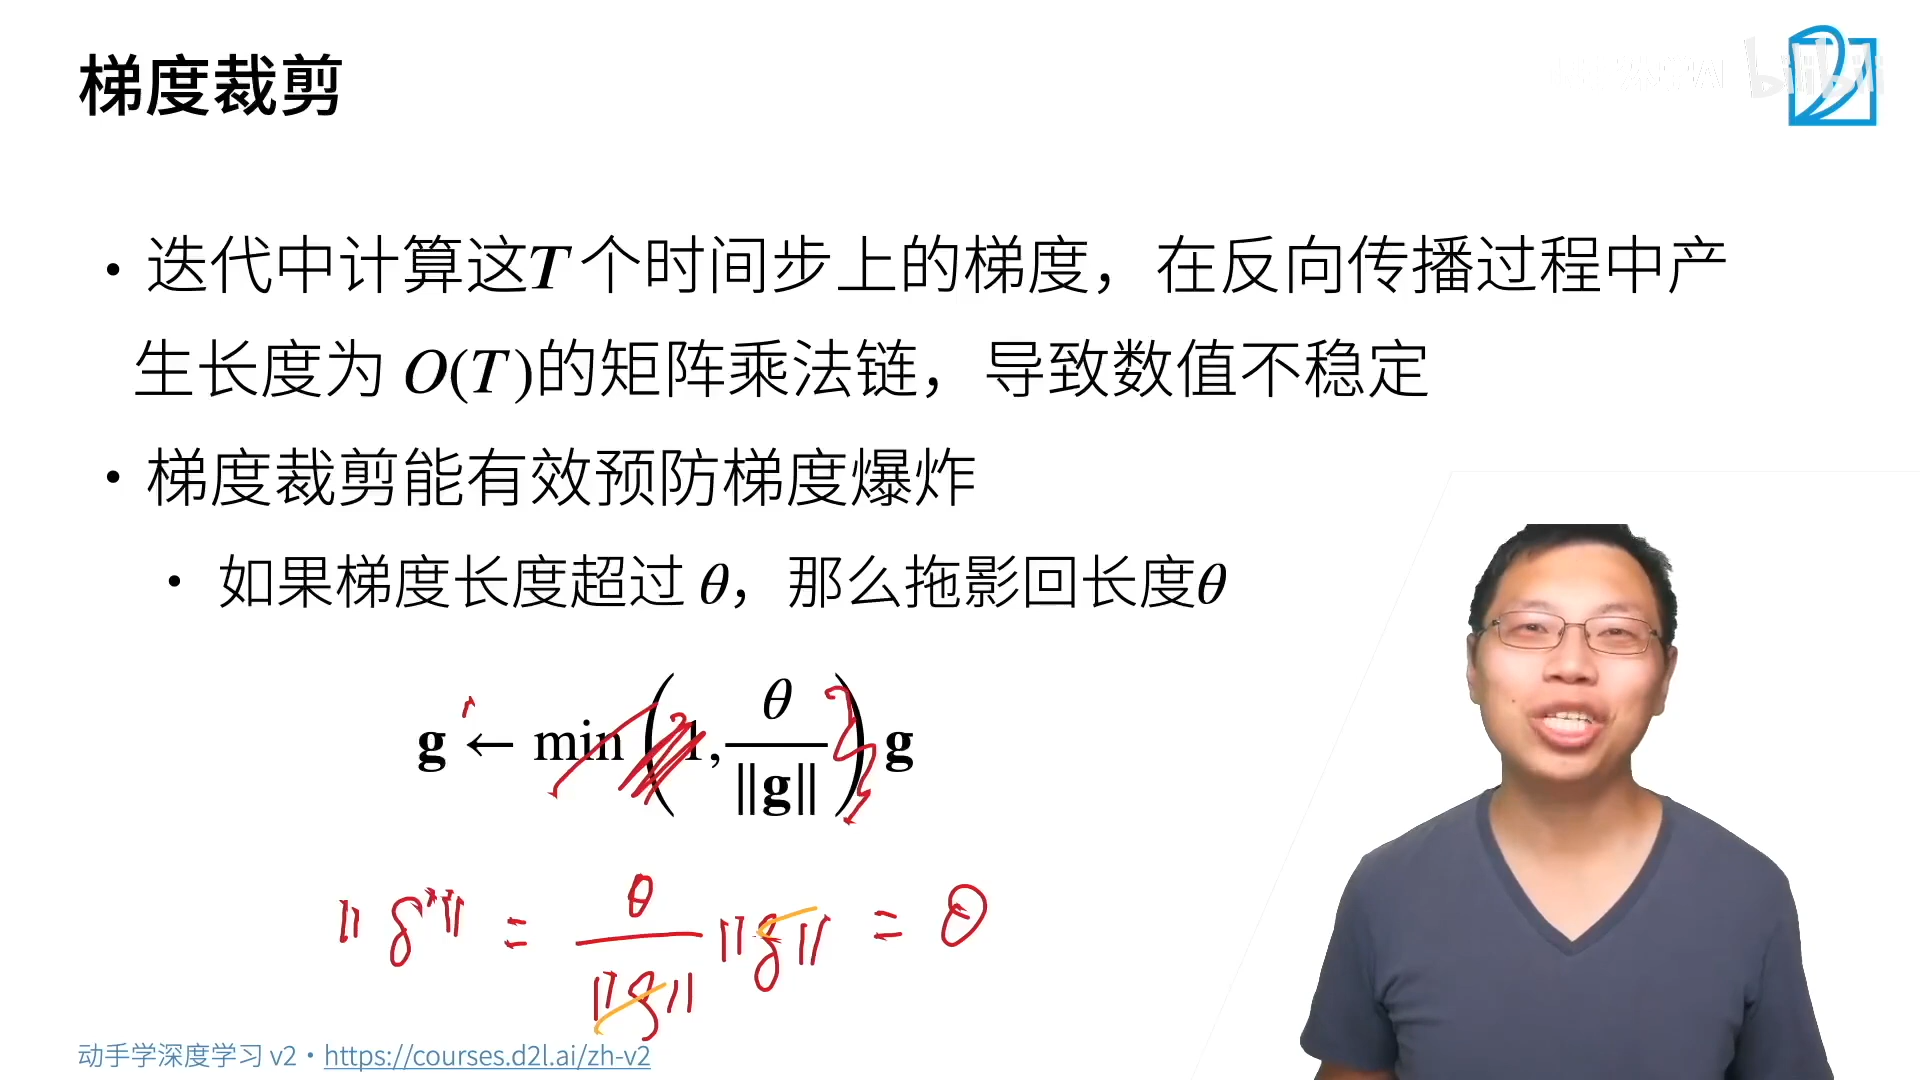 梯度裁剪
bilibili
• 迭代中计算这T个时间步上的梯度，在反向传播过程中产
生长度为 O(T)的矩阵乘法链，导致数值不稳定
• 梯度裁剪能有效预防梯度爆炸
• 如果梯度长度超过 θ，那么拖影回长度θ
g ← min (1, θ/||g||) g
||g'|| = θ/||g|| ||g|| = θ
动手学深度学习 v2 • https://courses.d2l.ai/zh-v2